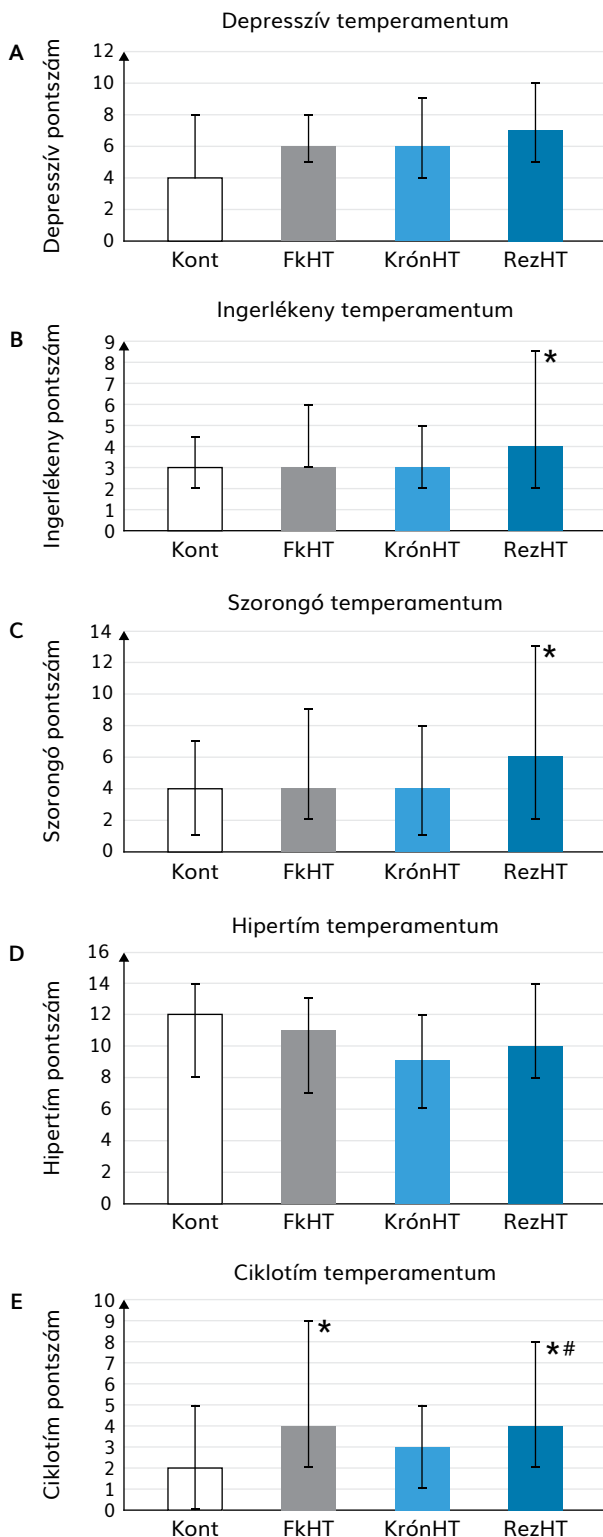 Depresszív temperamentum
A
Depresszív pontszám
12
10
8
6
4
2
0
Kont FkHT KrónHT RezHT
Ingerlékeny temperamentum
B
Ingerlékeny pontszám
9
8
7
6
5
4
3
2
1
0
*
Kont FkHT KrónHT RezHT
Szorongó temperamentum
C
Szorongó pontszám
14
12
10
8
6
4
2
0
*
Kont FkHT KrónHT RezHT
Hipertím temperamentum
D
Hipertím pontszám
16
14
12
10
8
6
4
2
0
Kont FkHT KrónHT RezHT
Ciklotím temperamentum
E
Ciklotím pontszám
10
9
8
7
6
5
4
3
2
1
0
*
*#
Kont FkHT KrónHT RezHT